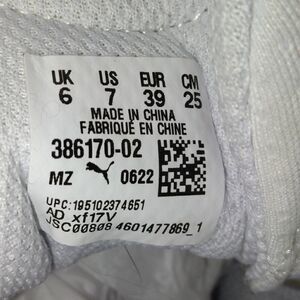 UK US EUR CM
6 7 39 25
MADE IN CHINA
FABRIQUÉ EN CHINE
386170-02
MZ 0622
UPC:195102374651
AD xf17V
JSC00808 4601477869_1